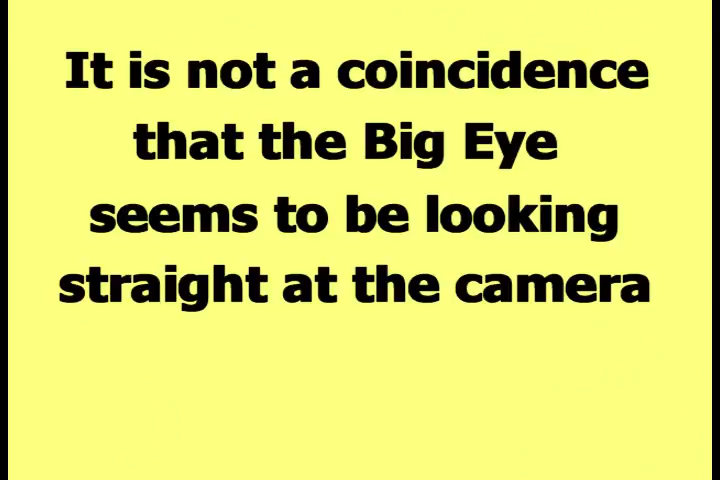 It is not a coincidence
that the Big Eye
seems to be looking
straight at the camera